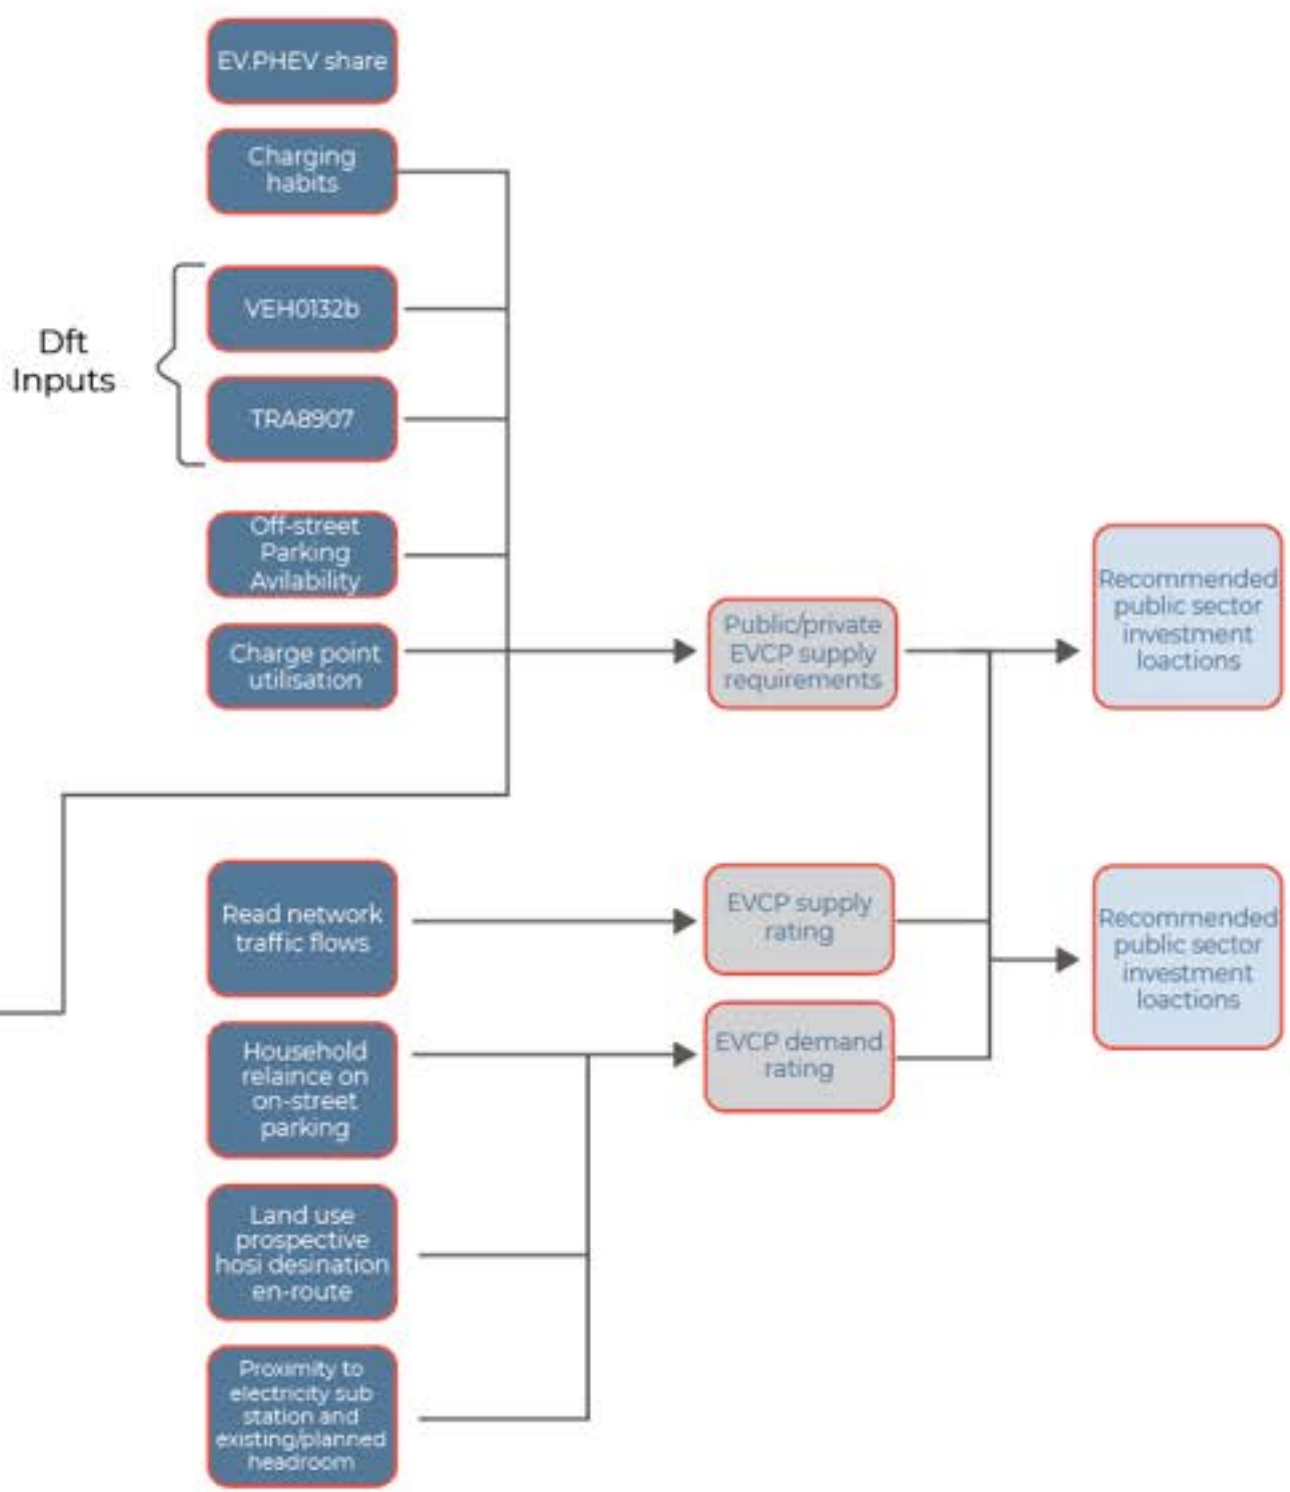 EV.PHEV share
Charging
habits
Dft
Inputs
VEH0132b
TRA8907
Off-street
Parking
Avilability
Charge point
utilisation
Public/private
EVCP supply
requirements
Recommended
public sector
investment
loactions
Read network
traffic flows
EVCP supply
rating
Recommended
public sector
investment
loactions
Household
relaince on
on-street
parking
EVCP demand
rating
Land use
prospective
hosi desination
en-route
Proximity to
electricity sub
station and
existing/planned
headroom